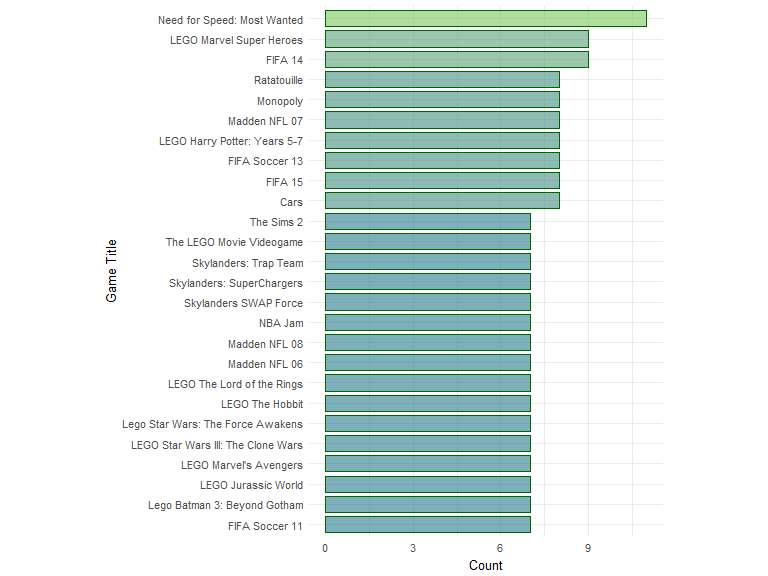 Need for Speed: Most Wanted
LEGO Marvel Super Heroes
FIFA 14
Ratatouille
Monopoly
Madden NFL 07
LEGO Harry Potter: Years 5-7
FIFA Soccer 13
FIFA 15
Cars
The Sims 2
The LEGO Movie Videogame
Skylanders: Trap Team
Skylanders: SuperChargers
Skylanders SWAP Force
NBA Jam
Madden NFL 08
Madden NFL 06
LEGO The Lord of the Rings
LEGO The Hobbit
Lego Star Wars: The Force Awakens
LEGO Star Wars III: The Clone Wars
LEGO Marvel's Avengers
LEGO Jurassic World
Lego Batman 3: Beyond Gotham
FIFA Soccer 11
Game Title
0 3 6 9
Count